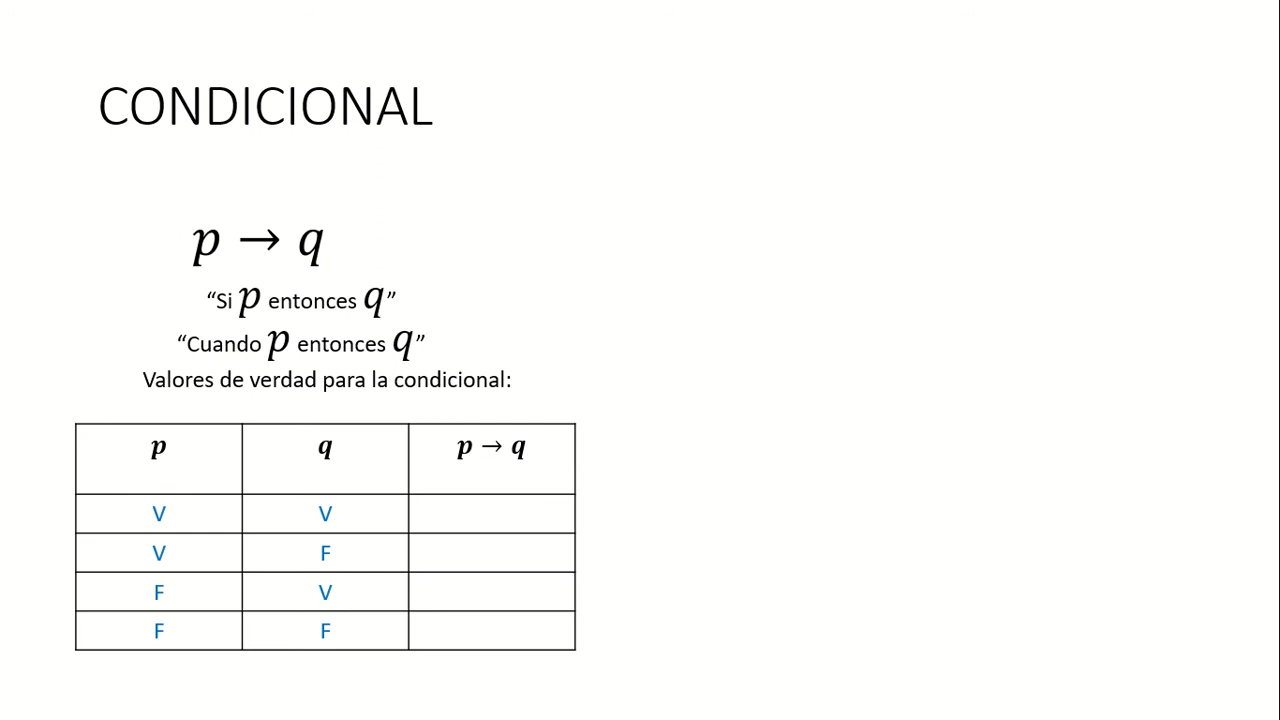 CONDICIONAL
p → q
“Si p entonces q”
“Cuando p entonces q”
Valores de verdad para la condicional:
p q p → q
V V
V F
F V
F F